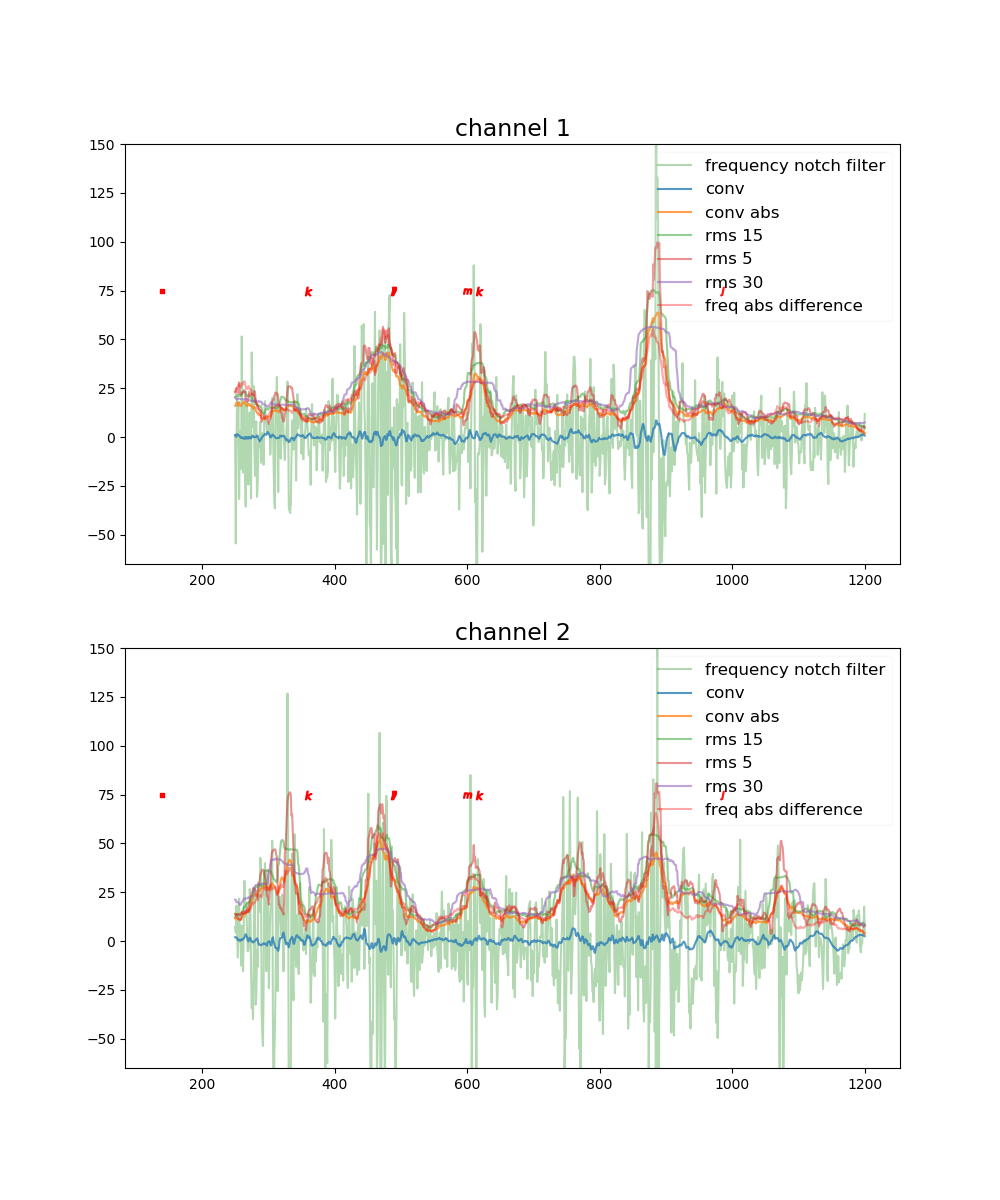 channel 1
150
125
100
75
50
25
0
−25
−50
frequency notch filter
conv
conv abs
rms 15
rms 5
rms 30
freq abs difference
k
m k
200 400 600 800 1000 1200
channel 2
150
125
100
75
50
25
0
−25
−50
frequency notch filter
conv
conv abs
rms 15
rms 5
rms 30
freq abs difference
k
m k
200 400 600 800 1000 1200